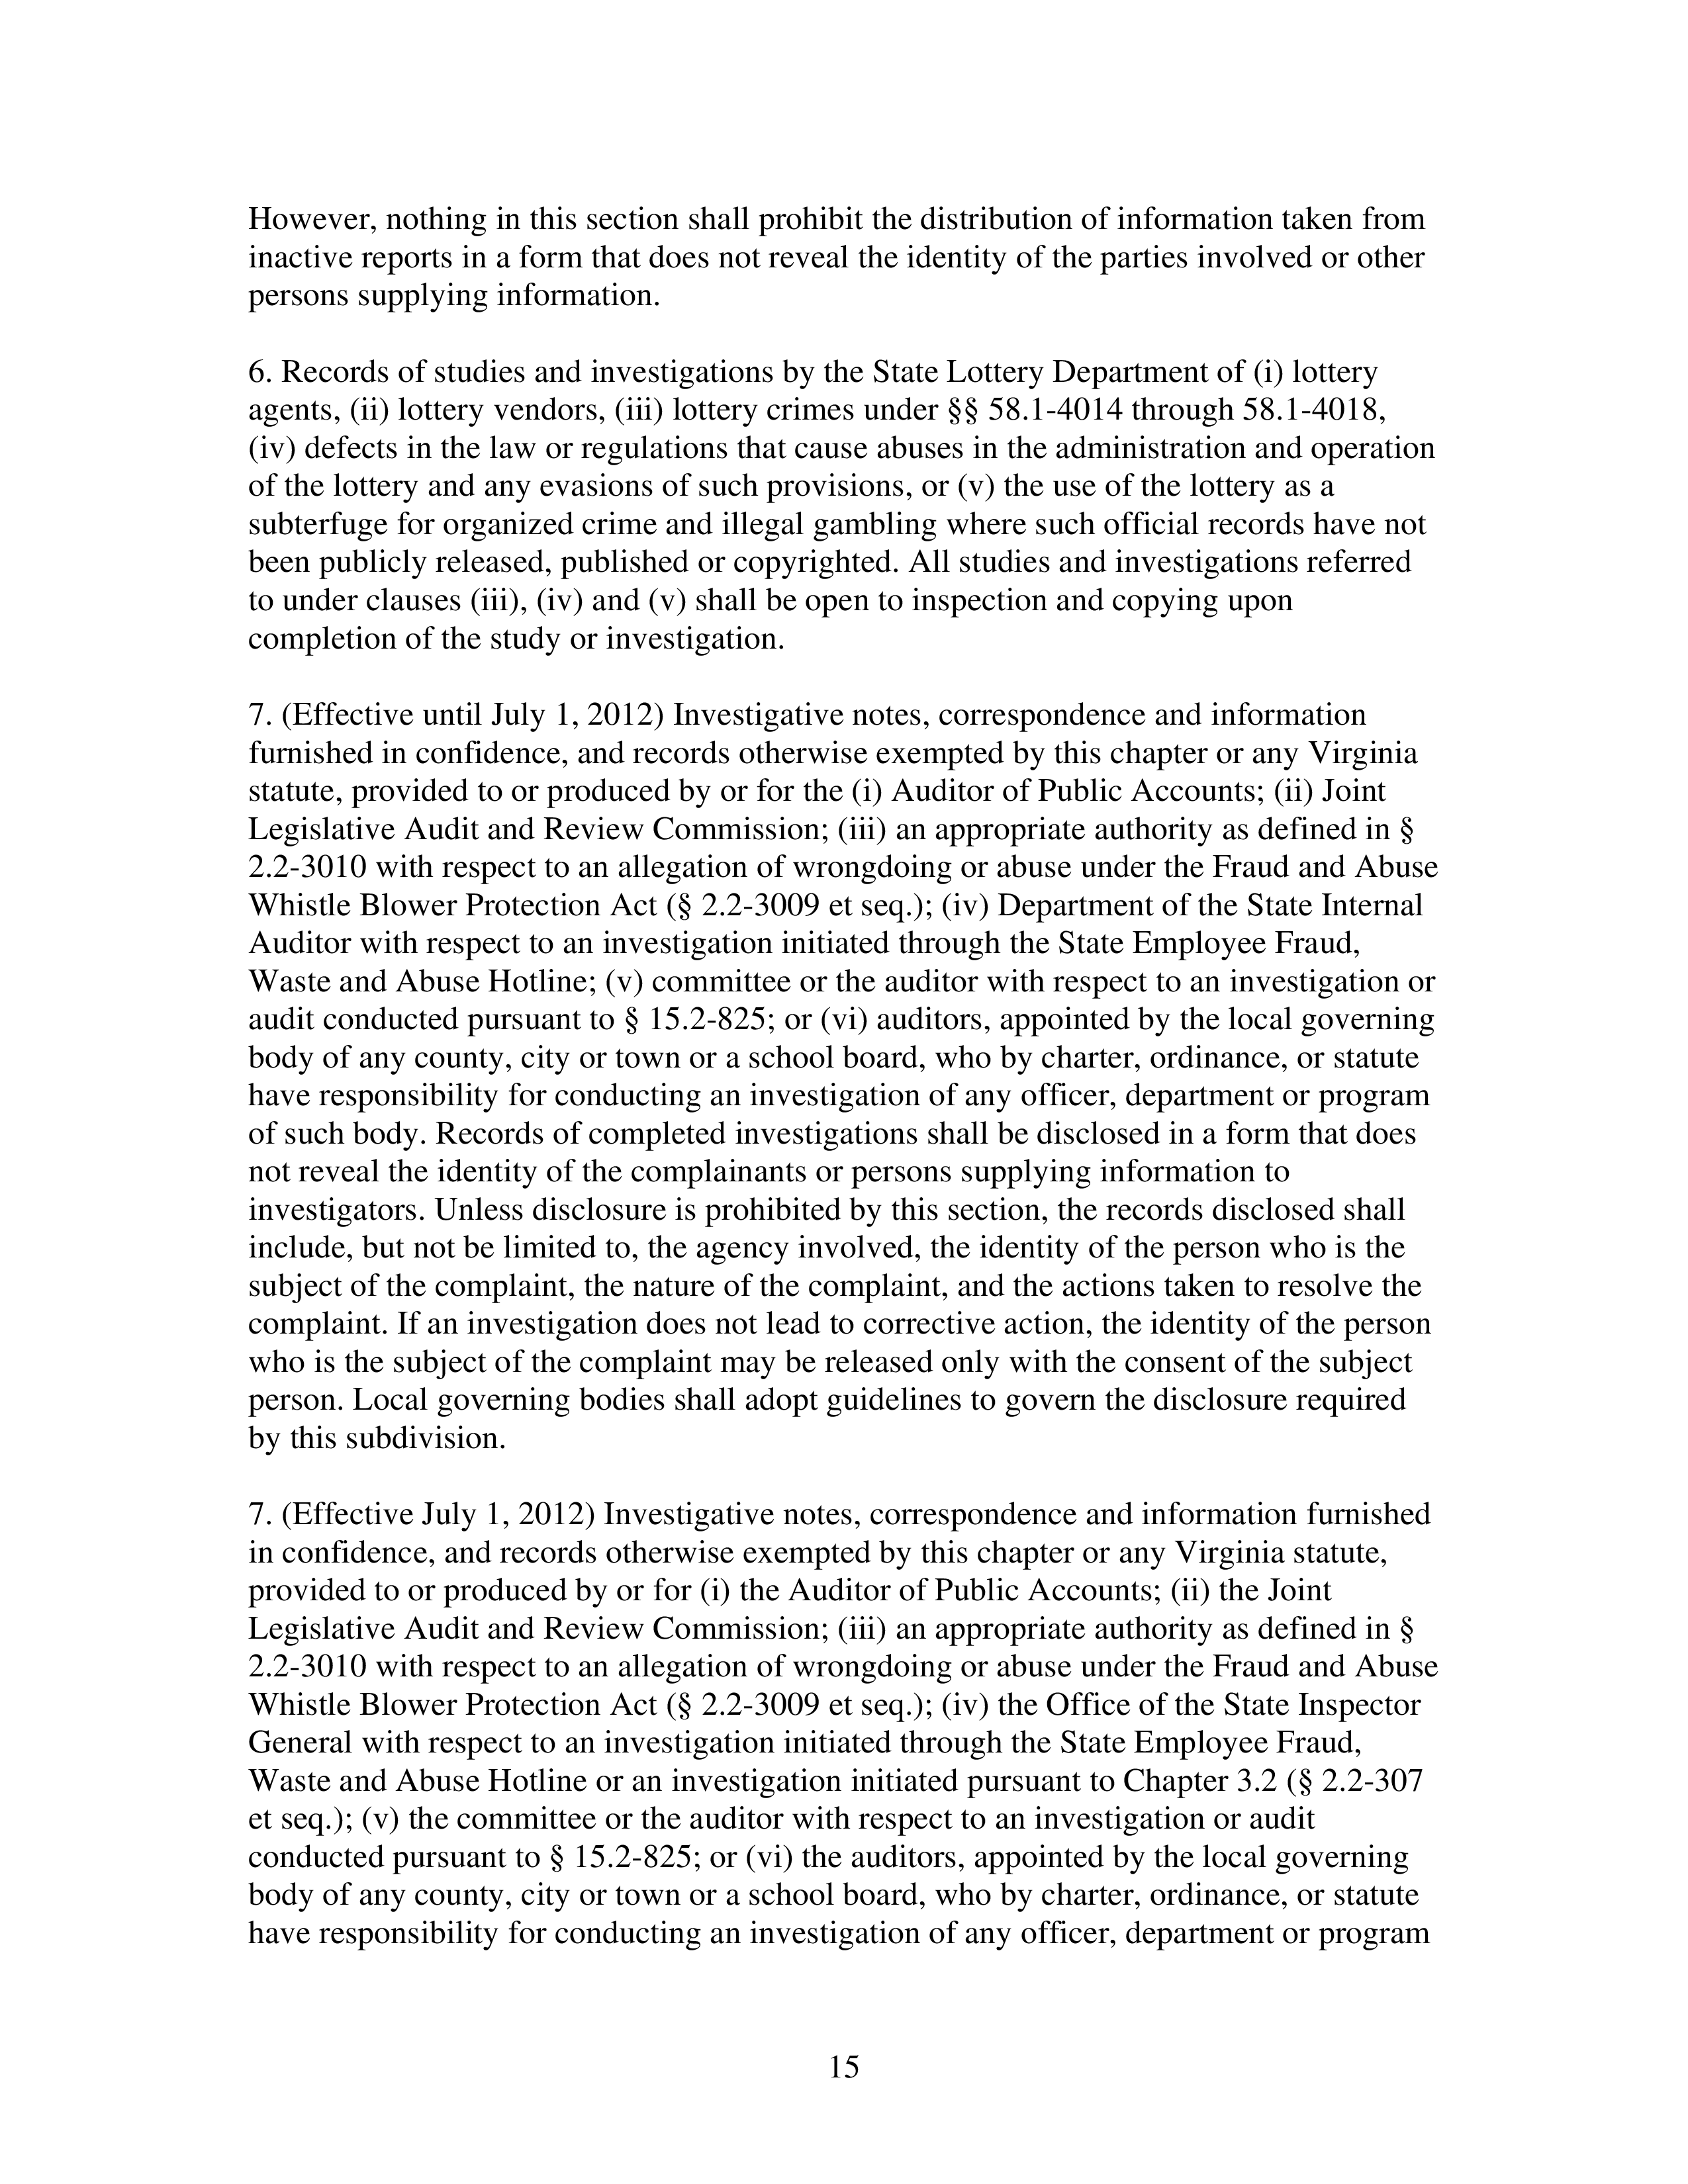 However, nothing in this section shall prohibit the distribution of information taken from
inactive reports in a form that does not reveal the identity of the parties involved or other
persons supplying information.
6. Records of studies and investigations by the State Lottery Department of (i) lottery
agents, (ii) lottery vendors, (iii) lottery crimes under §§ 58.1-4014 through 58.1-4018,
(iv) defects in the law or regulations that cause abuses in the administration and operation
of the lottery and any evasions of such provisions, or (v) the use of the lottery as a
subterfuge for organized crime and illegal gambling where such official records have not
been publicly released, published or copyrighted. All studies and investigations referred
to under clauses (iii), (iv) and (v) shall be open to inspection and copying upon
completion of the study or investigation.
7. (Effective until July 1, 2012) Investigative notes, correspondence and information
furnished in confidence, and records otherwise exempted by this chapter or any Virginia
statute, provided to or produced by or for the (i) Auditor of Public Accounts; (ii) Joint
Legislative Audit and Review Commission; (iii) an appropriate authority as defined in §
2.2-3010 with respect to an allegation of wrongdoing or abuse under the Fraud and Abuse
Whistle Blower Protection Act (§ 2.2-3009 et seq.); (iv) Department of the State Internal
Auditor with respect to an investigation initiated through the State Employee Fraud,
Waste and Abuse Hotline; (v) committee or the auditor with respect to an investigation or
audit conducted pursuant to § 15.2-825; or (vi) auditors, appointed by the local governing
body of any county, city or town or a school board, who by charter, ordinance, or statute
have responsibility for conducting an investigation of any officer, department or program
of such body. Records of completed investigations shall be disclosed in a form that does
not reveal the identity of the complainants or persons supplying information to
investigators. Unless disclosure is prohibited by this section, the records disclosed shall
include, but not be limited to, the agency involved, the identity of the person who is the
subject of the complaint, the nature of the complaint, and the actions taken to resolve the
complaint. If an investigation does not lead to corrective action, the identity of the person
who is the subject of the complaint may be released only with the consent of the subject
person. Local governing bodies shall adopt guidelines to govern the disclosure required
by this subdivision.
7. (Effective July 1, 2012) Investigative notes, correspondence and information furnished
in confidence, and records otherwise exempted by this chapter or any Virginia statute,
provided to or produced by or for (i) the Auditor of Public Accounts; (ii) the Joint
Legislative Audit and Review Commission; (iii) an appropriate authority as defined in §
2.2-3010 with respect to an allegation of wrongdoing or abuse under the Fraud and Abuse
Whistle Blower Protection Act (§ 2.2-3009 et seq.); (iv) the Office of the State Inspector
General with respect to an investigation initiated through the State Employee Fraud,
Waste and Abuse Hotline or an investigation initiated pursuant to Chapter 3.2 (§ 2.2-307
et seq.); (v) the committee or the auditor with respect to an investigation or audit
conducted pursuant to § 15.2-825; or (vi) the auditors, appointed by the local governing
body of any county, city or town or a school board, who by charter, ordinance, or statute
have responsibility for conducting an investigation of any officer, department or program
15